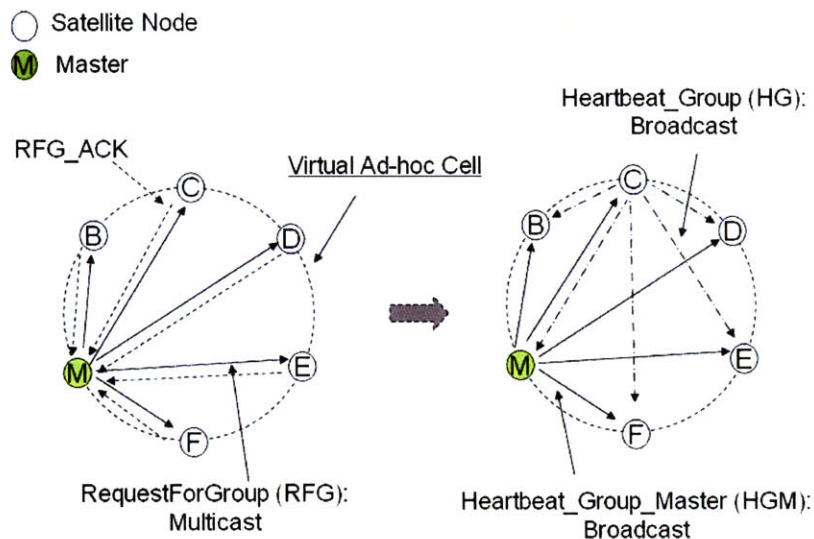 Satellite Node
M Master
Heartbeat_Group (HG):
Broadcast
RFG_ACK
Virtual Ad-hoc Cell
C
B
D
M
E
F
C
B
D
M
E
F
RequestForGroup (RFG):
Multicast
Heartbeat_Group_Master (HGM):
Broadcast